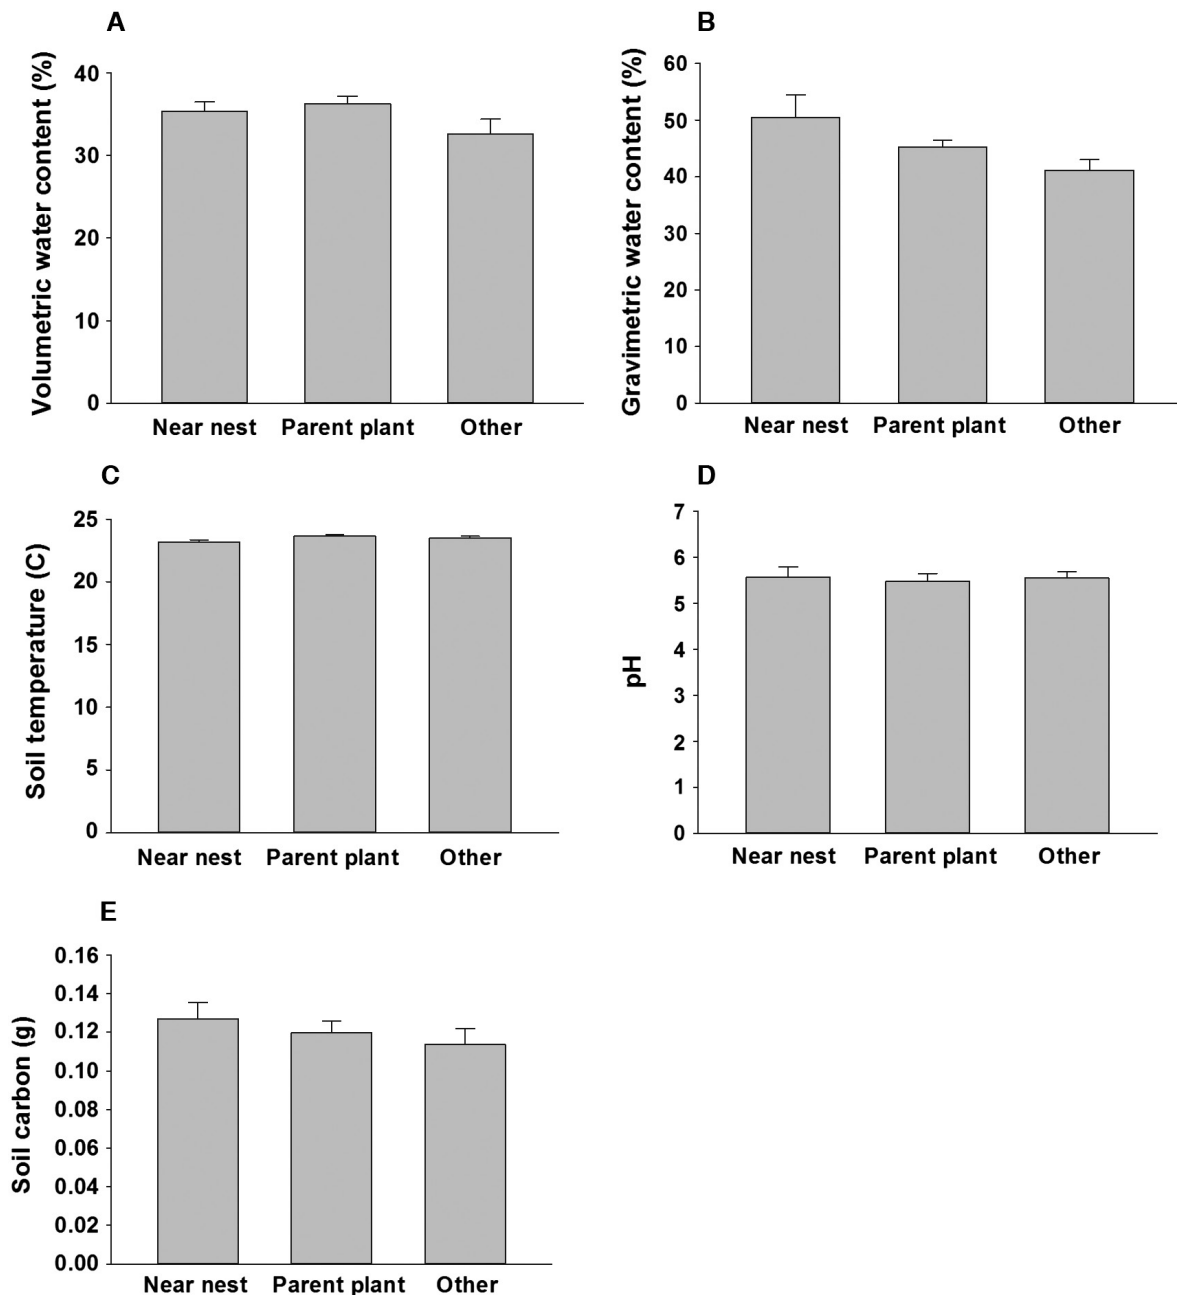 A
Volumetric water content (%)
40
30
20
10
0
Near nest Parent plant Other
B
Gravimetric water content (%)
60
50
40
30
20
10
0
Near nest Parent plant Other
C
Soil temperature (C)
25
20
15
10
5
0
Near nest Parent plant Other
D
pH
7
6
5
4
3
2
1
0
Near nest Parent plant Other
E
Soil carbon (g)
0.16
0.14
0.12
0.10
0.08
0.06
0.04
0.02
0.00
Near nest Parent plant Other